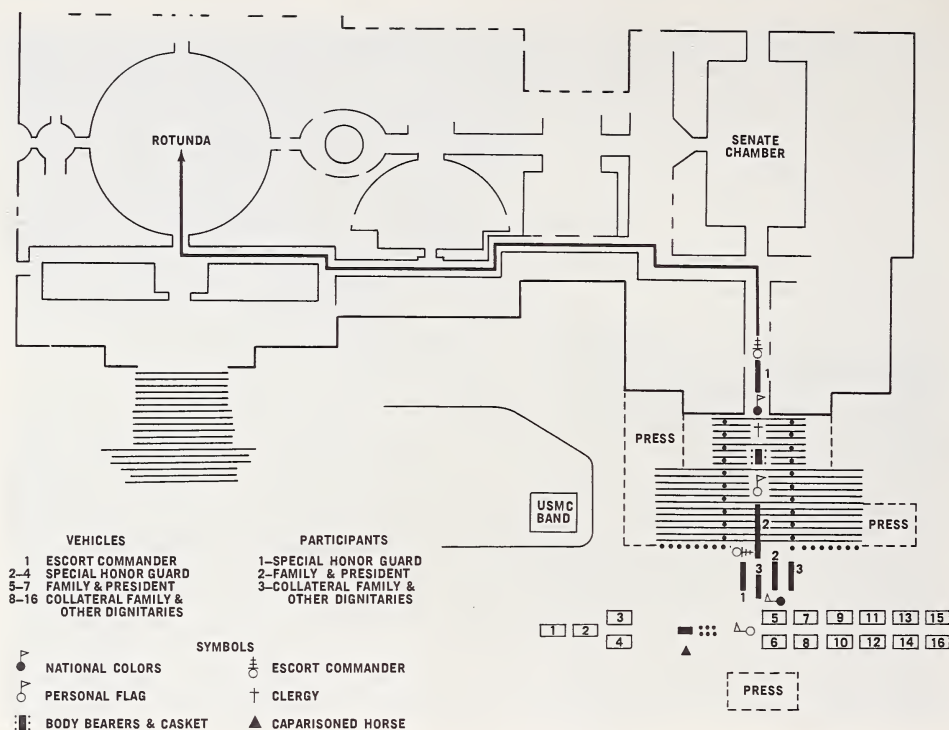 ROTUNDA
SENATE
CHAMBER
1
PRESS
USMC
BAND
2
PRESS
3
2
3
1
VEHICLES
1 ESCORT COMMANDER
2–4 SPECIAL HONOR GUARD
5–7 FAMILY & PRESIDENT
8–16 COLLATERAL FAMILY &
OTHER DIGNITARIES
PARTICIPANTS
1–SPECIAL HONOR GUARD
2–FAMILY & PRESIDENT
3–COLLATERAL FAMILY &
OTHER DIGNITARIES
1 2 3 5 7 9 11 13 15
4 6 8 10 12 14 16
SYMBOLS
NATIONAL COLORS
ESCORT COMMANDER
PERSONAL FLAG
CLERGY
BODY BEARERS & CASKET
CAPARISONED HORSE
PRESS